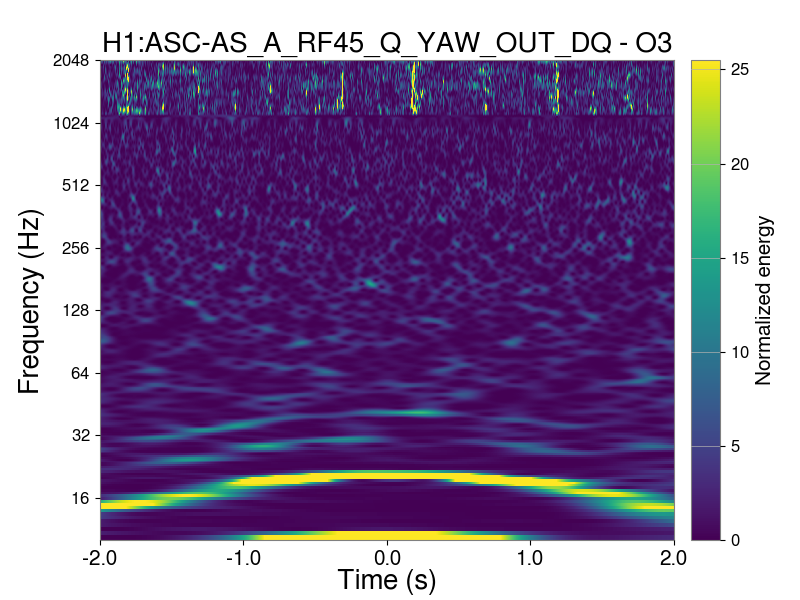 H1:ASC-AS_A_RF45_Q_YAW_OUT_DQ - O3
2048
1024
512
256
128
64
32
16
Frequency (Hz)
-2.0 -1.0 0.0 1.0 2.0
Time (s)
25
20
15
10
5
0
Normalized energy